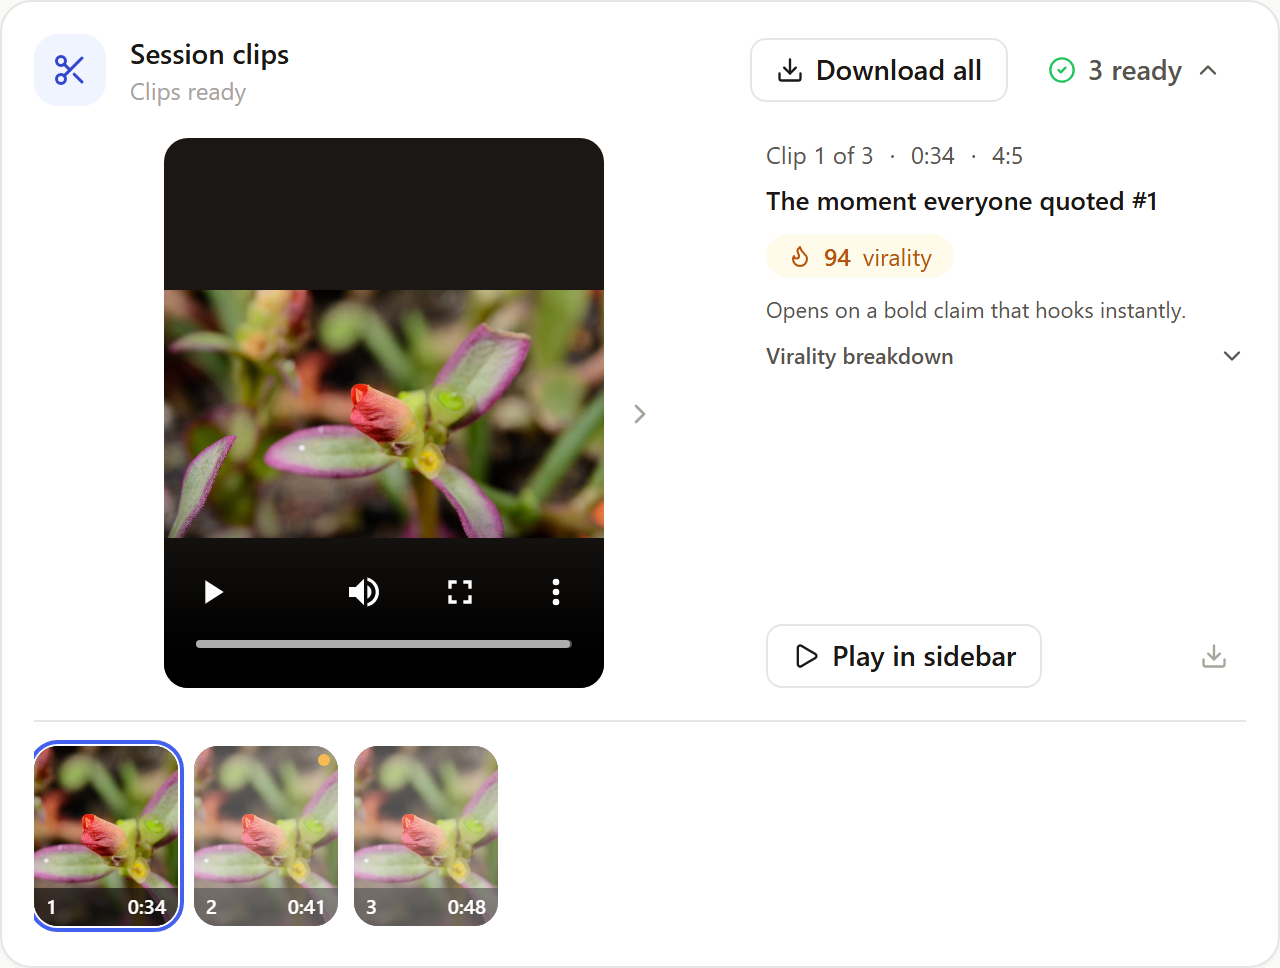 Session clips
Clips ready
Download all
3 ready
Clip 1 of 3 · 0:34 · 4:5
The moment everyone quoted #1
94 virality
Opens on a bold claim that hooks instantly.
Virality breakdown
Play in sidebar
1 0:34
2 0:41
3 0:48